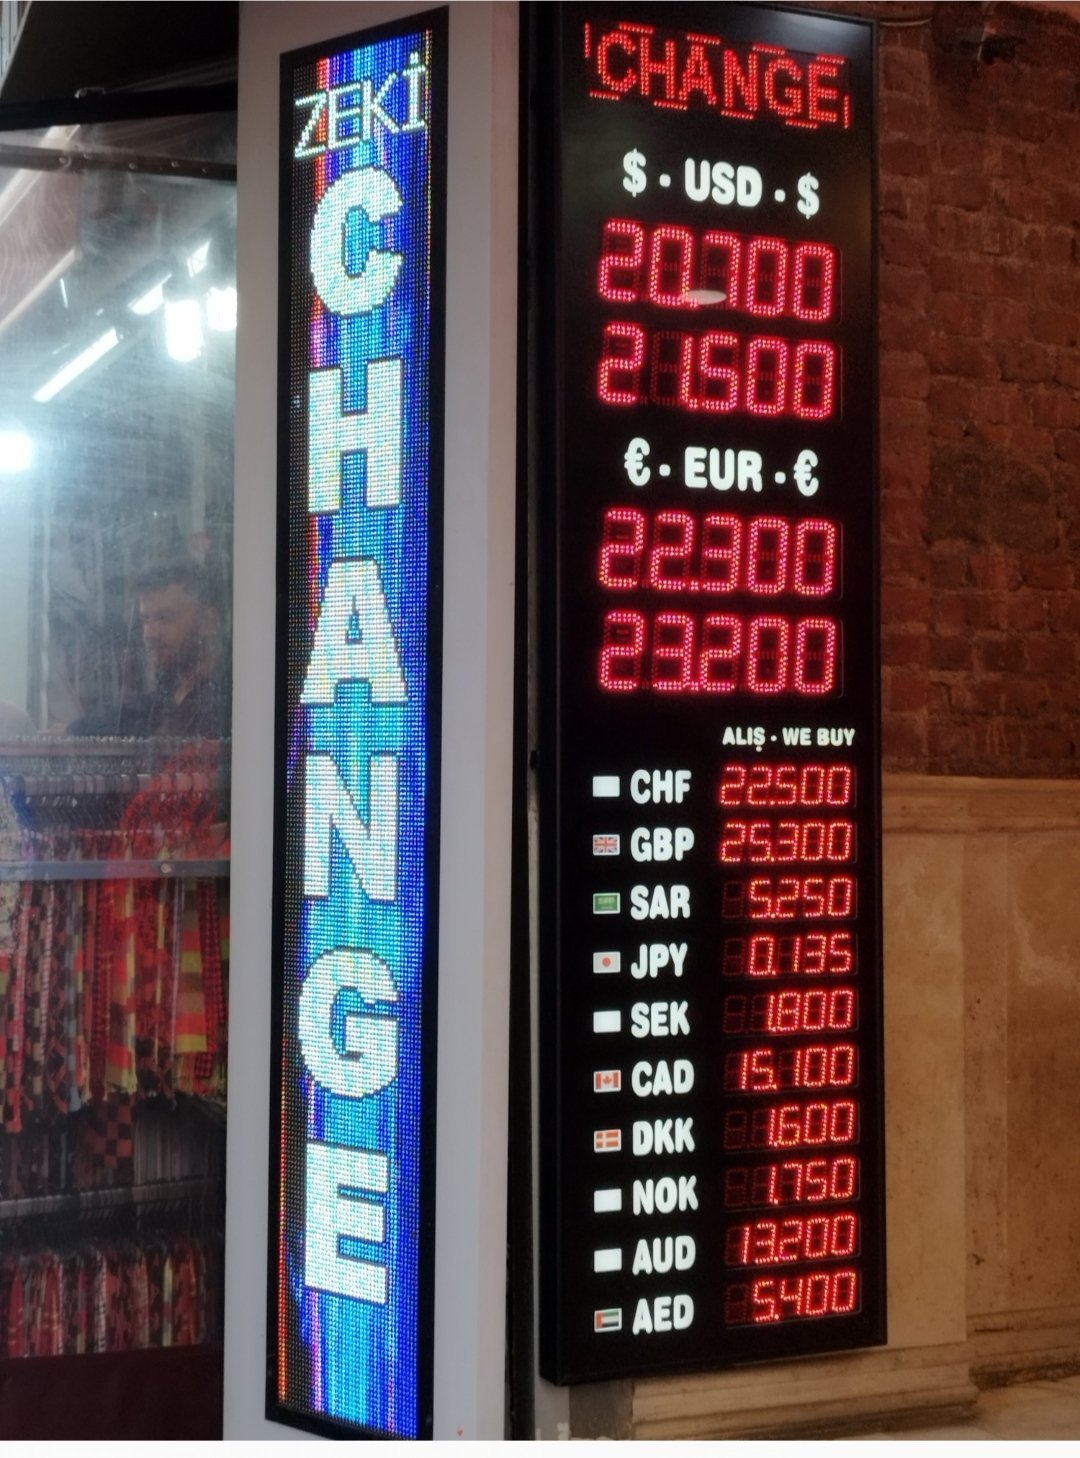 ZEKİ
CHANGE
CHANGE
$ · USD · $
20.700
21.500
€ · EUR · €
22.300
23.200
ALIŞ · WE BUY
CHF 22.500
GBP 25.300
SAR 5.250
JPY 0.135
SEK 1.800
CAD 15.100
DKK 1.600
NOK 1.750
AUD 13.200
AED 5.400